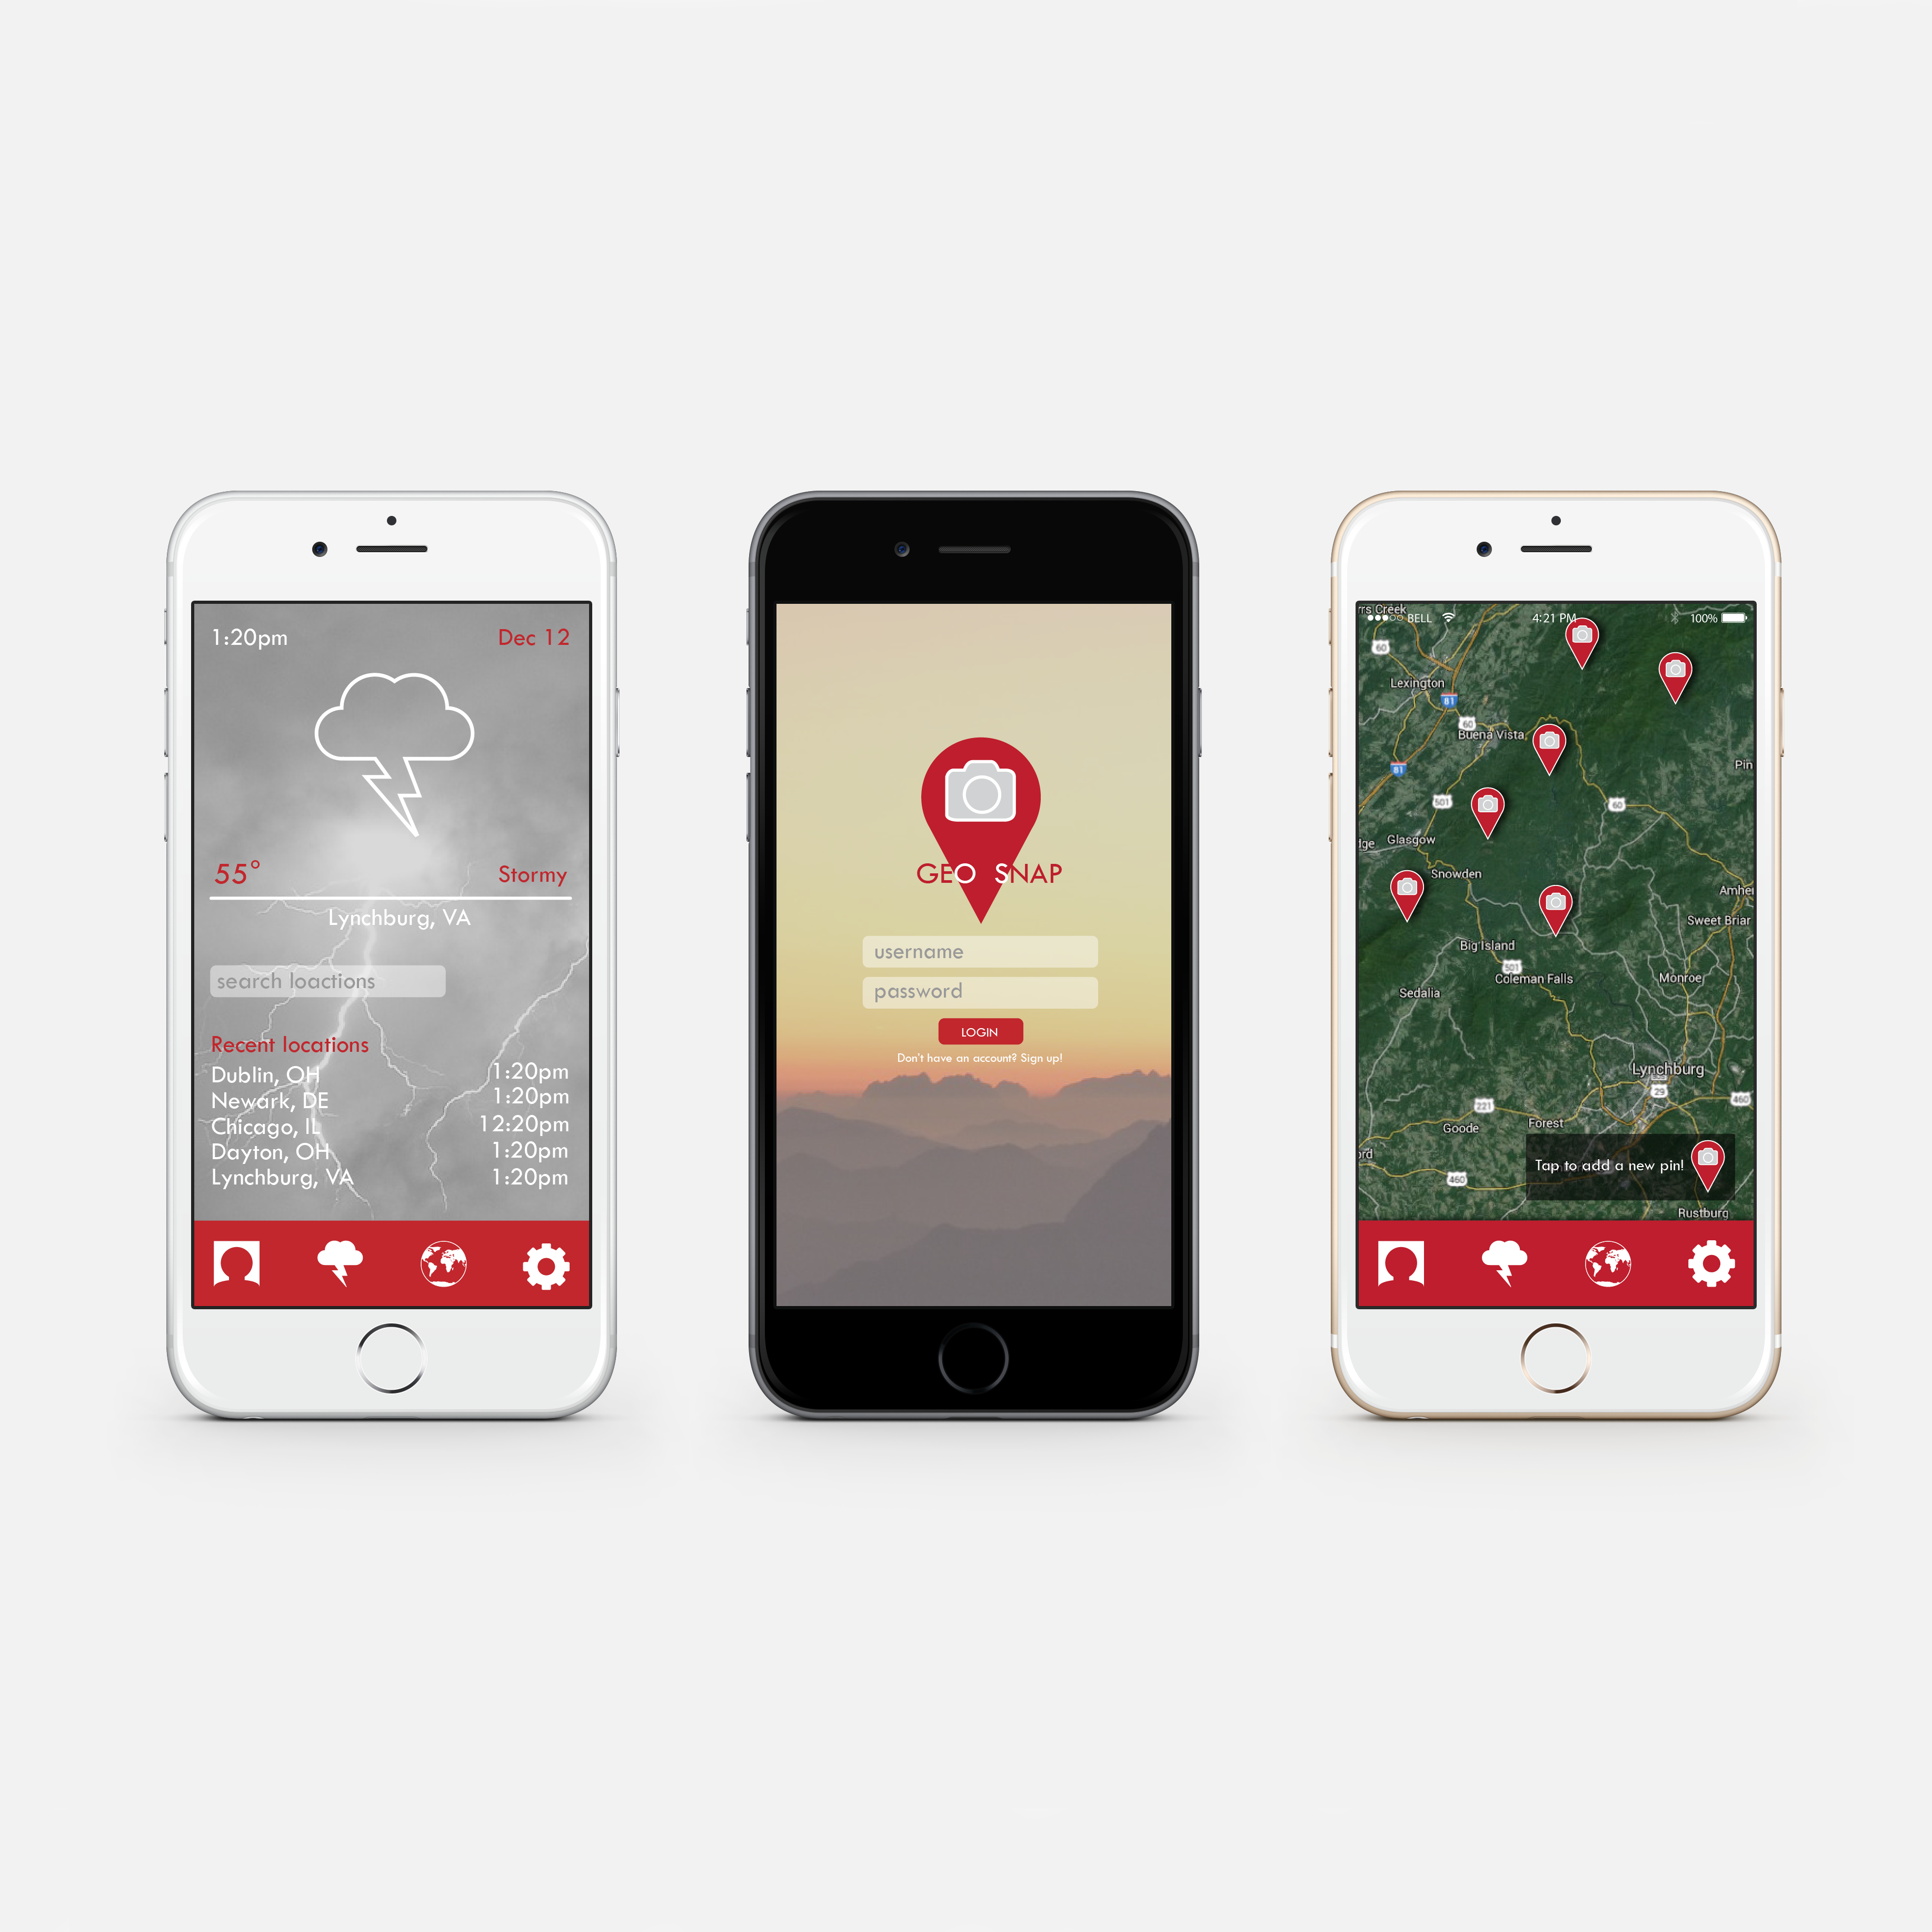 1:20pm Dec 12
55° Stormy
Lynchburg, VA
search loactions
Recent locations
Dublin, OH 1:20pm
Newark, DE 1:20pm
Chicago, IL 12:20pm
Dayton, OH 1:20pm
Lynchburg, VA 1:20pm
GEO SNAP
username
password
LOGIN
Don't have an account? Sign up!
rrs Creek
BELL 4:21 PM 100%
60
Lexington
81
60
Buena Vista
81
Pin
501
60
Glasgow
dge
Snowden
Amher
Sweet Briar
Big Island
501
Coleman Falls
Monroe
Sedalia
Lynchburg
29
460
221
Goode
Forest
ord
Tap to add a new pin!
460
Rustburg